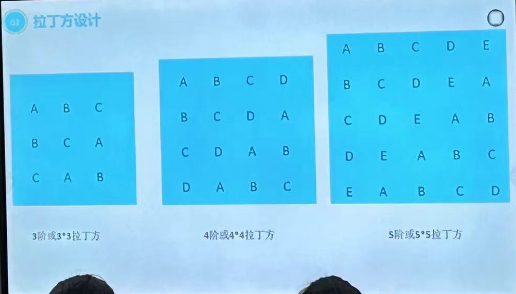 03 拉丁方设计
A B C
B C A
C A B
3阶或3*3拉丁方
A B C D
B C D A
C D A B
D A B C
4阶或4*4拉丁方
A B C D E
B C D E A
C D E A B
D E A B C
E A B C D
5阶或5*5拉丁方